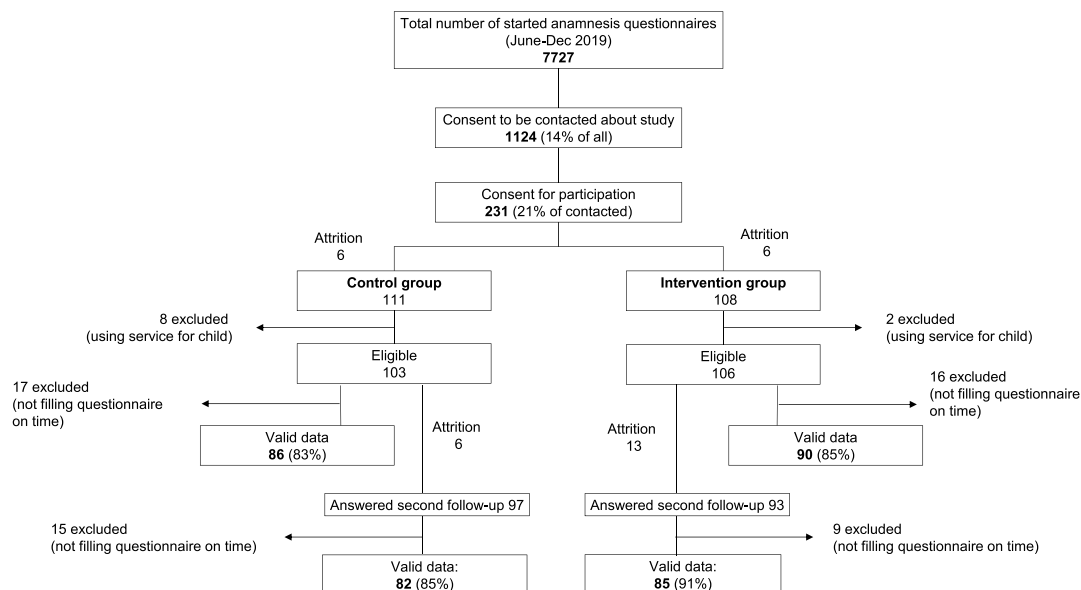 Total number of started anamnesis questionnaires
(June-Dec 2019)
7727
Consent to be contacted about study
1124 (14% of all)
Consent for participation
231 (21% of contacted)
Attrition
6
Attrition
6
Control group
111
Intervention group
108
8 excluded
(using service for child)
2 excluded
(using service for child)
Eligible
103
Eligible
106
17 excluded
(not filling questionnaire
on time)
16 excluded
(not filling questionnaire
on time)
Valid data
86 (83%)
Attrition
6
Attrition
13
Valid data
90 (85%)
Answered second follow-up 97
Answered second follow-up 93
15 excluded
(not filling questionnaire on time)
9 excluded
(not filling questionnaire on time)
Valid data:
82 (85%)
Valid data:
85 (91%)